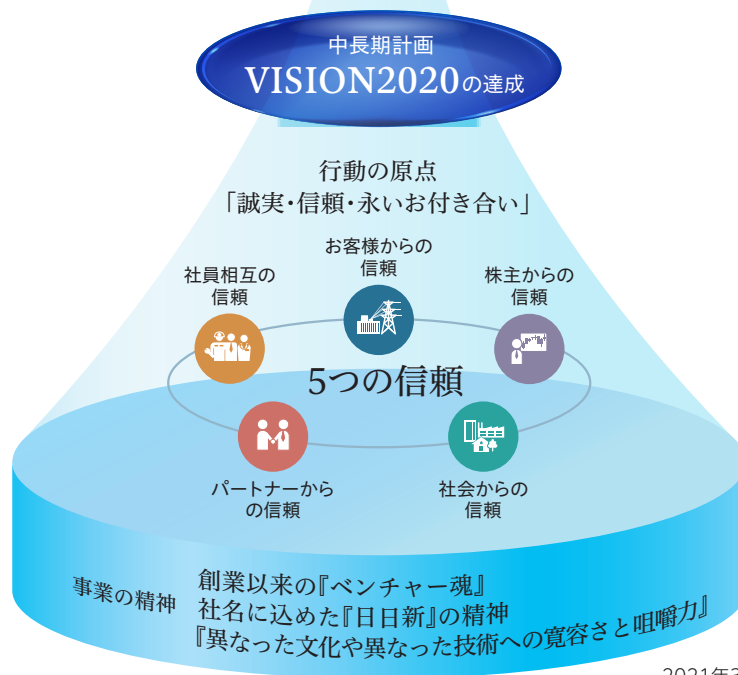 中長期計画
VISION2020の達成
行動の原点
「誠実・信頼・永いお付き合い」
お客様からの
信頼
社員相互の
信頼
株主からの
信頼
5つの信頼
パートナーから
の信頼
社会からの
信頼
事業の精神
創業以来の『ベンチャー魂』
社名に込めた『日日新』の精神
『異なった文化や異なった技術への寛容さと咀嚼力』